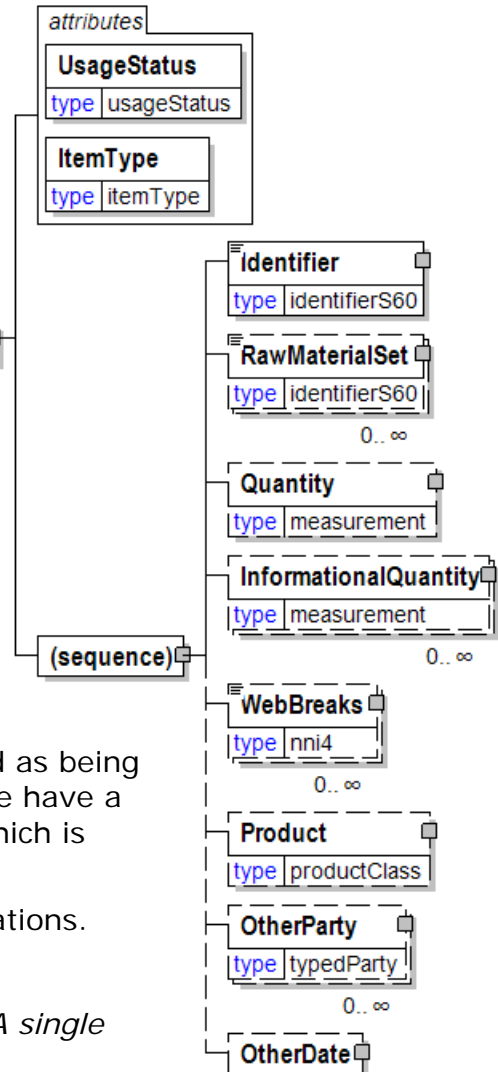 attributes
UsageStatus
type usageStatus
ItemType
type itemType
Identifier
type identifierS60
RawMaterialSet
type identifierS60
0.. ∞
Quantity
type measurement
InformationalQuantity
type measurement
0.. ∞
(sequence)
WebBreaks
type nni4
0.. ∞
Product
type productClass
OtherParty
type typedParty
0.. ∞
OtherDate
d as being
e have a
hich is
ations.
A single